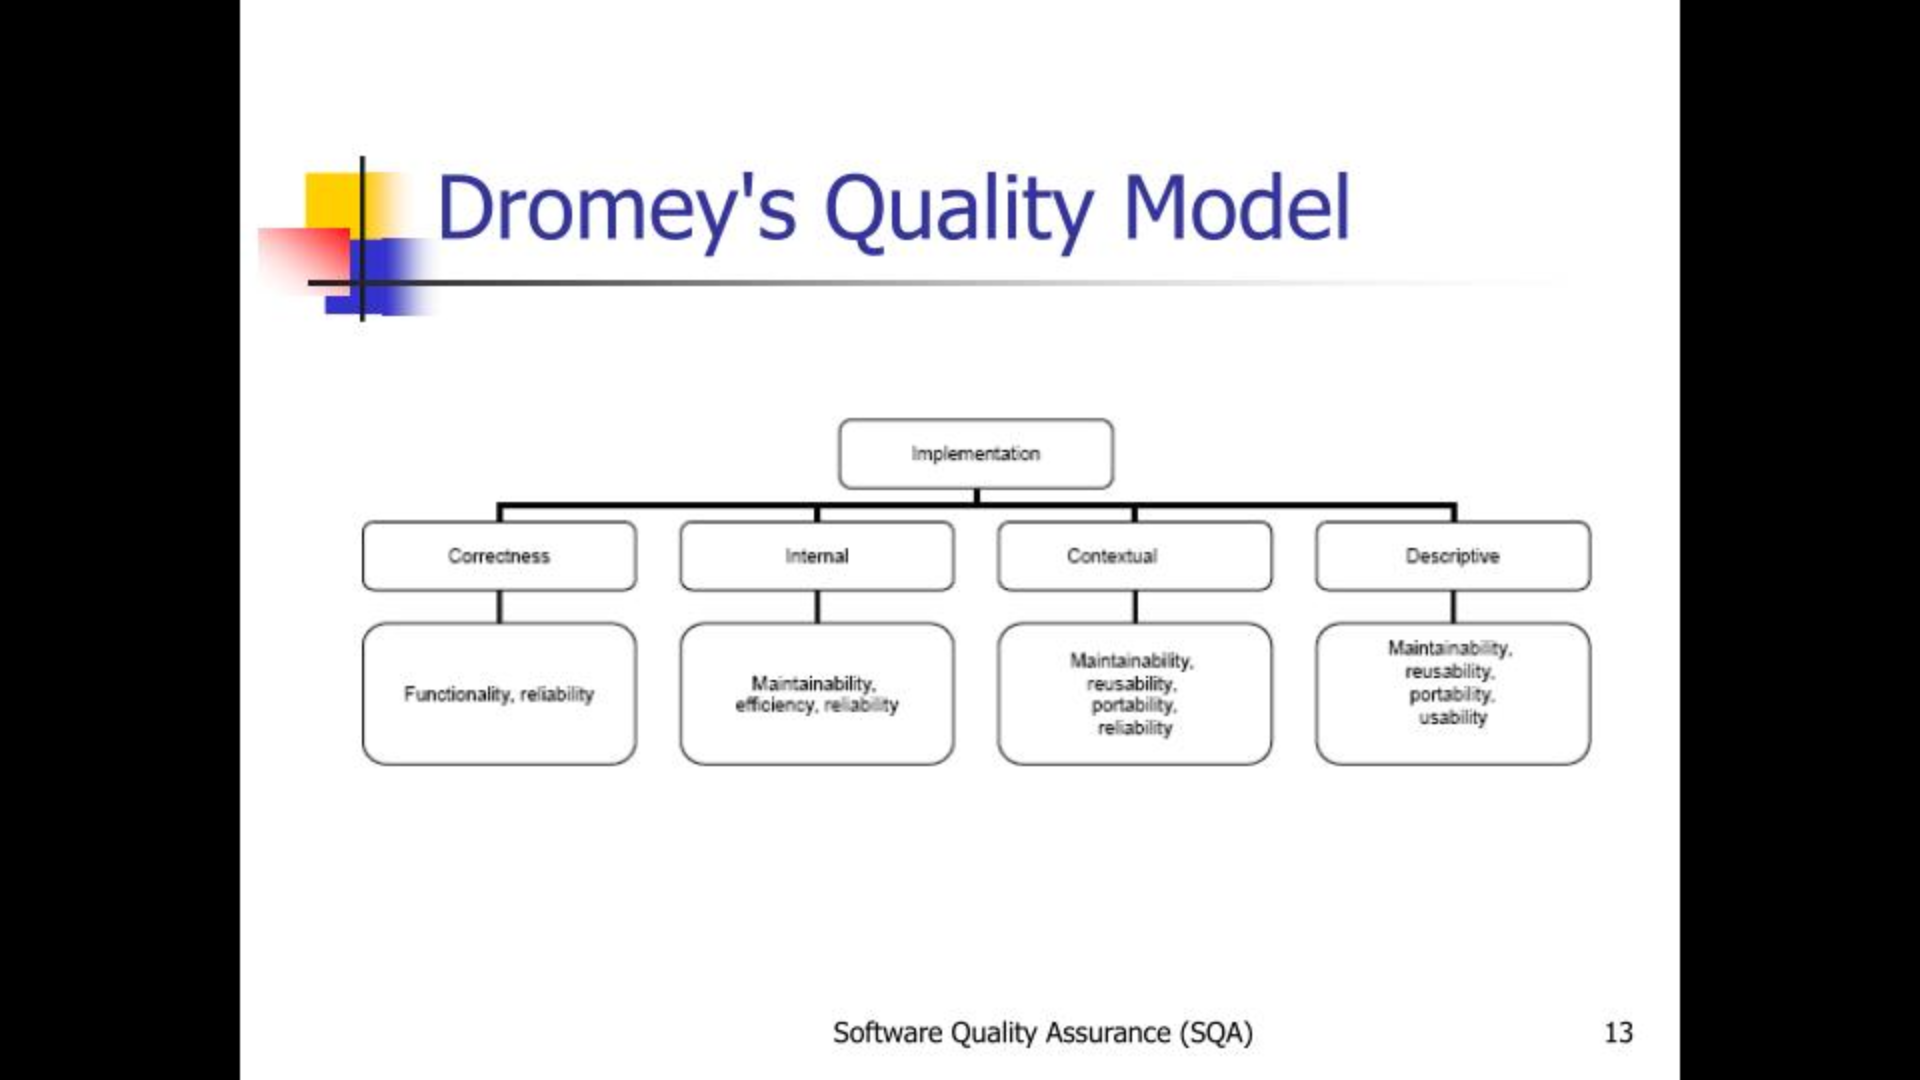 Dromey's Quality Model
Implementation
Correctness
Internal
Contextual
Descriptive
Functionality, reliability
Maintainability,
efficiency, reliability
Maintainability,
reusability,
portability,
reliability
Maintainability,
reusability,
portability,
usability
Software Quality Assurance (SQA)
13